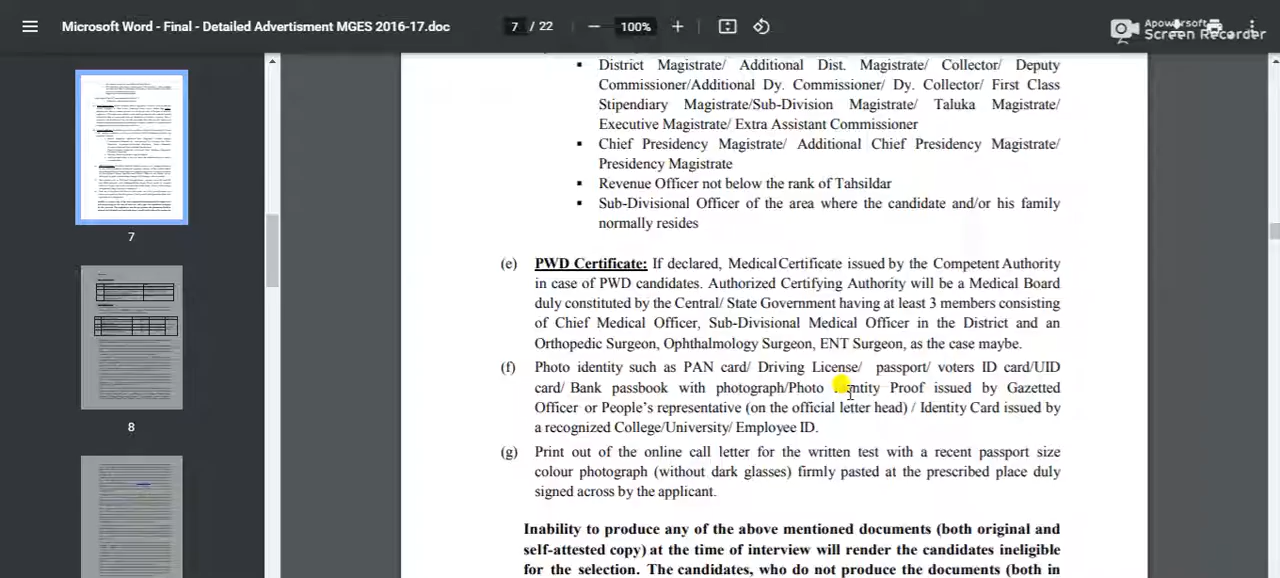 Microsoft Word - Final - Detailed Advertisment MGES 2016-17.doc
7 / 22
100%
Apowersoft
Screen Recorder
7
8
District Magistrate/ Additional Dist. Magistrate/ Collector/ Deputy
Commissioner/Additional Dy. Commissioner/ Dy. Collector/ First Class
Stipendiary Magistrate/Sub-Division Magistrate/ Taluka Magistrate/
Executive Magistrate/ Extra Assistant Commissioner
Chief Presidency Magistrate/ Additional Chief Presidency Magistrate/
Presidency Magistrate
Revenue Officer not below the rank of Tahsildar
Sub-Divisional Officer of the area where the candidate and/or his family
normally resides
(e) PWD Certificate: If declared, Medical Certificate issued by the Competent Authority
in case of PWD candidates. Authorized Certifying Authority will be a Medical Board
duly constituted by the Central/ State Government having at least 3 members consisting
of Chief Medical Officer, Sub-Divisional Medical Officer in the District and an
Orthopedic Surgeon, Ophthalmology Surgeon, ENT Surgeon, as the case maybe.
(f) Photo identity such as PAN card/ Driving License/ passport/ voters ID card/UID
card/ Bank passbook with photograph/Photo Identity Proof issued by Gazetted
Officer or People's representative (on the official letter head) / Identity Card issued by
a recognized College/University/ Employee ID.
(g) Print out of the online call letter for the written test with a recent passport size
colour photograph (without dark glasses) firmly pasted at the prescribed place duly
signed across by the applicant.
Inability to produce any of the above mentioned documents (both original and
self-attested copy) at the time of interview will render the candidates ineligible
for the selection. The candidates, who do not produce the documents (both in